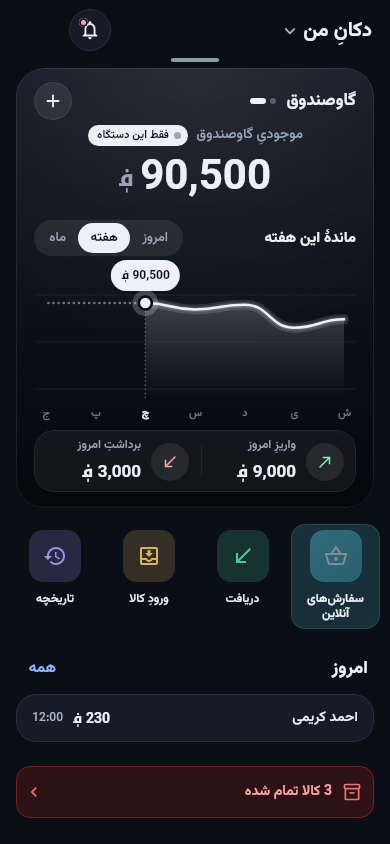 دکانِ من
گاوصندوق
موجودیِ گاوصندوق فقط این دستگاه
90,500 ؋
ماندهٔ این هفته امروز هفته ماه
90,500 ؋
ش ی د س چ پ ج
واریزِ امروز
9,000 ؋
برداشتِ امروز
3,000 ؋
سفارش‌های
آنلاین
دریافت
ورودِ کالا
تاریخچه
امروز همه
احمد کریمی 230 ؋ 12:00
3 کالا تمام شده